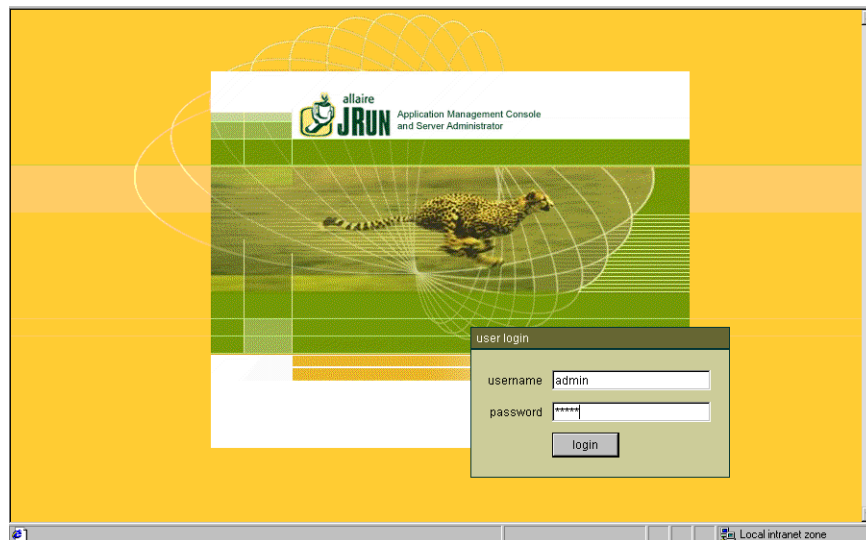 allaire
JRUN
Application Management Console
and Server Administrator
user login
username admin
password *****
login
Local intranet zone